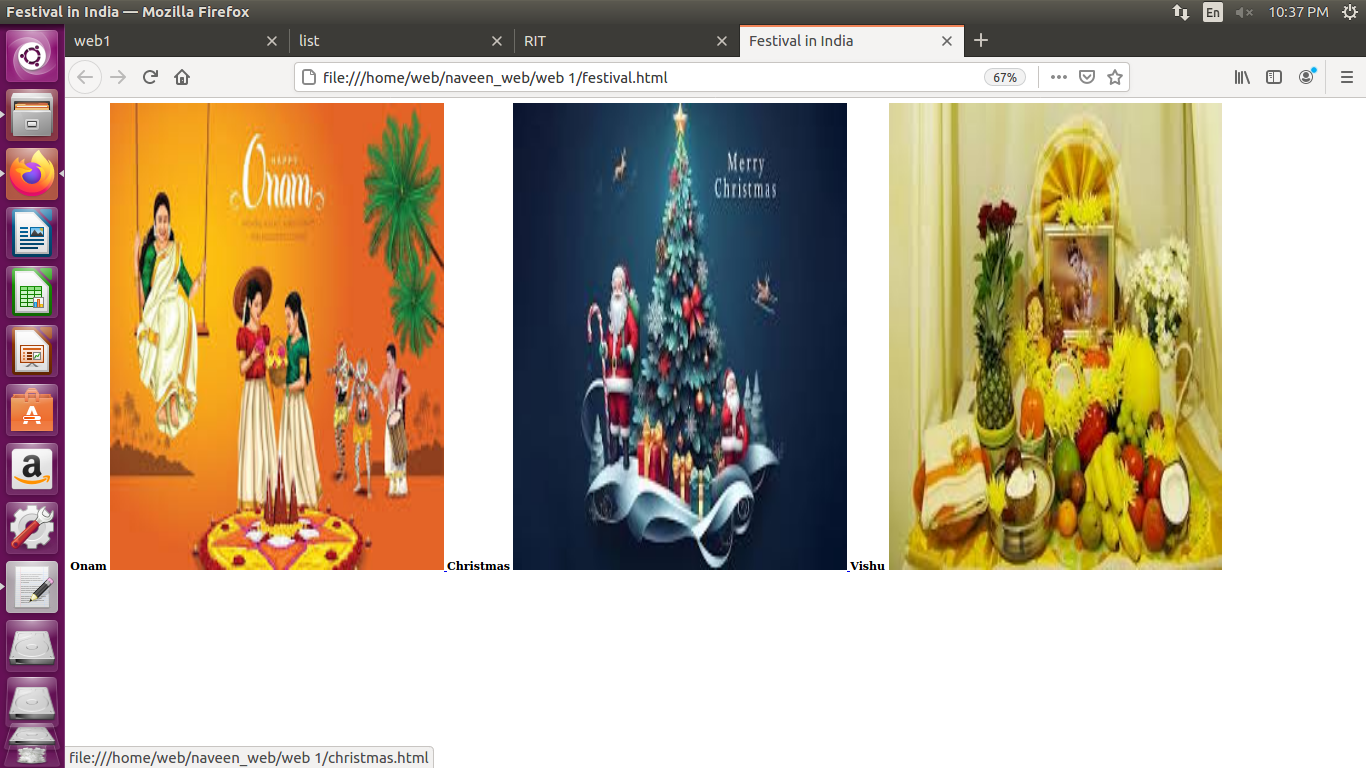 Festival in India — Mozilla Firefox
En
10:37 PM
web1
list
RIT
Festival in India
file:///home/web/naveen_web/web 1/festival.html
67%
HAPPY
Onam
Merry
Christmas
Onam
Christmas
Vishu
file:///home/web/naveen_web/web 1/christmas.html